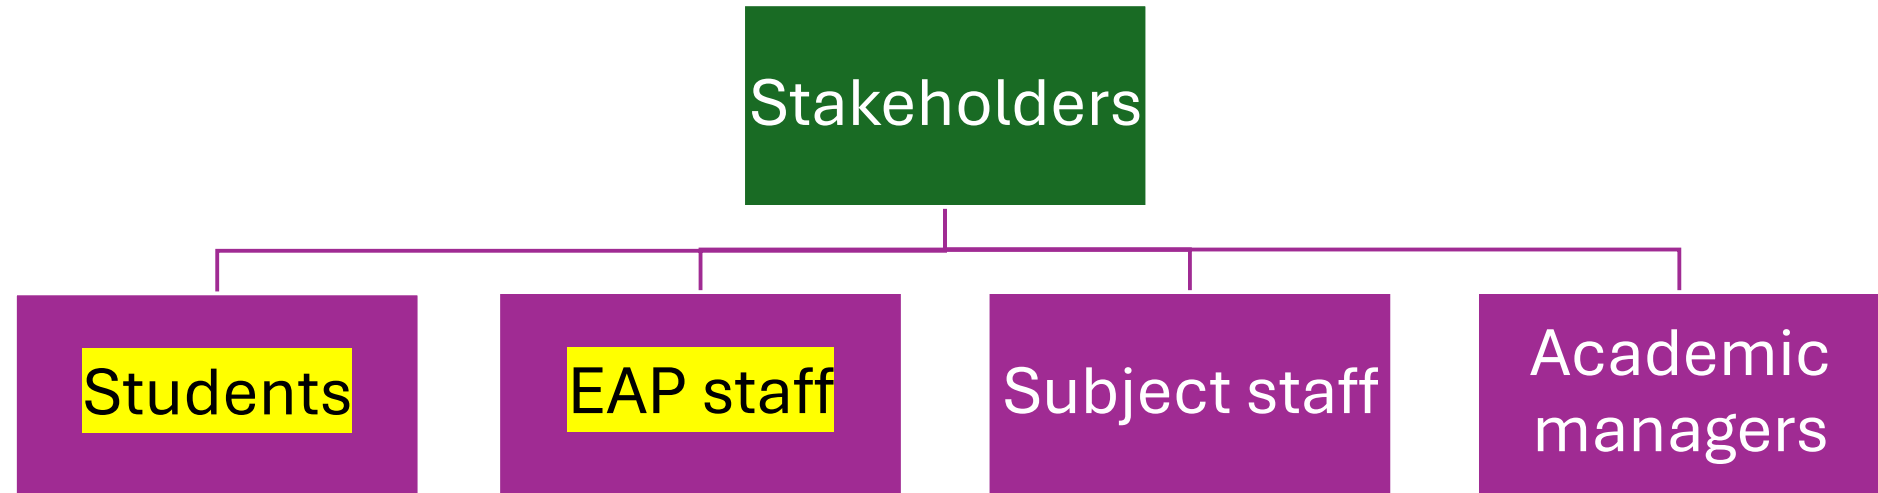 Stakeholders
Students
EAP staff
Subject staff
Academic
managers